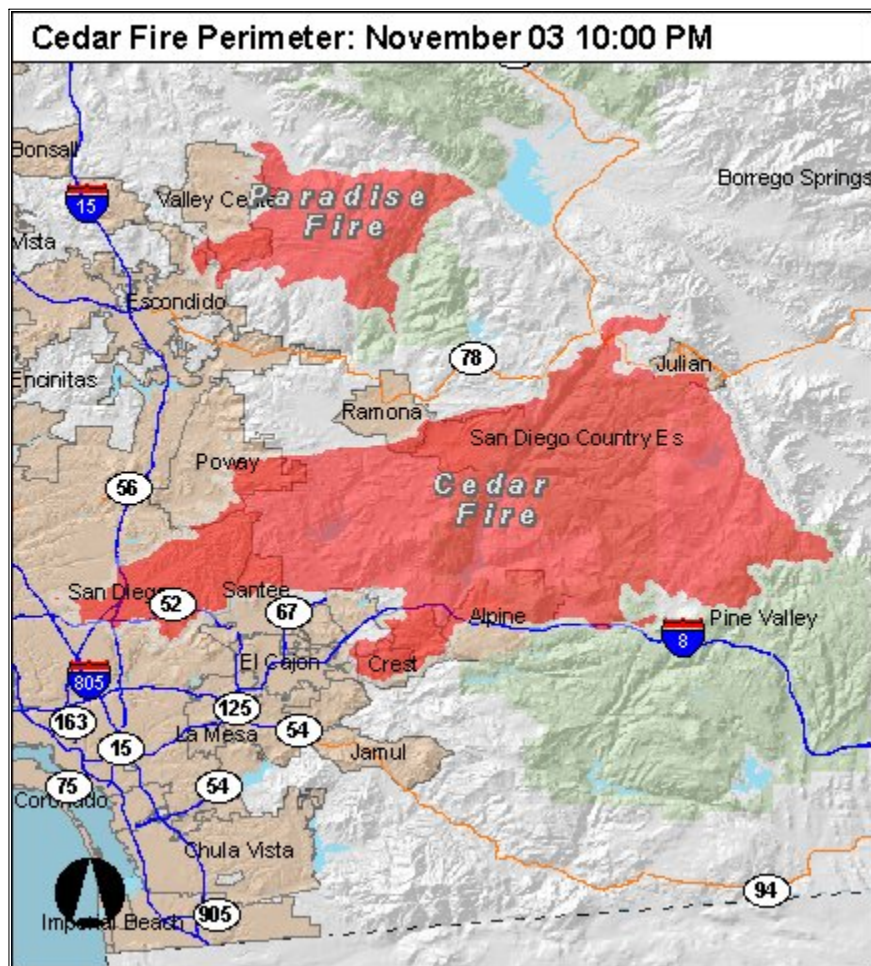 Cedar Fire Perimeter: November 03 10:00 PM
Bonsall
Borrego Springs
Valley Cente
Paradise
Fire
15
Vista
Escondido
78
Julian
Encinitas
Ramona
San Diego Country Es
Poway
Cedar
Fire
56
San Diego
52
Santee
67
Alpine
Pine Valley
8
El Cajon
Crest
805
125
163
La Mesa
54
15
Jamul
75
54
Coronado
Chula Vista
94
Imperial Beach
905